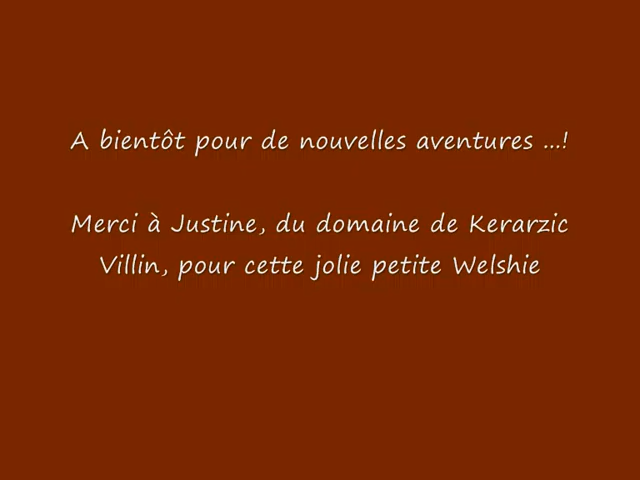 A bientôt pour de nouvelles aventures ...!
Merci à Justine, du domaine de Kerarzic
Villin, pour cette jolie petite Welshie